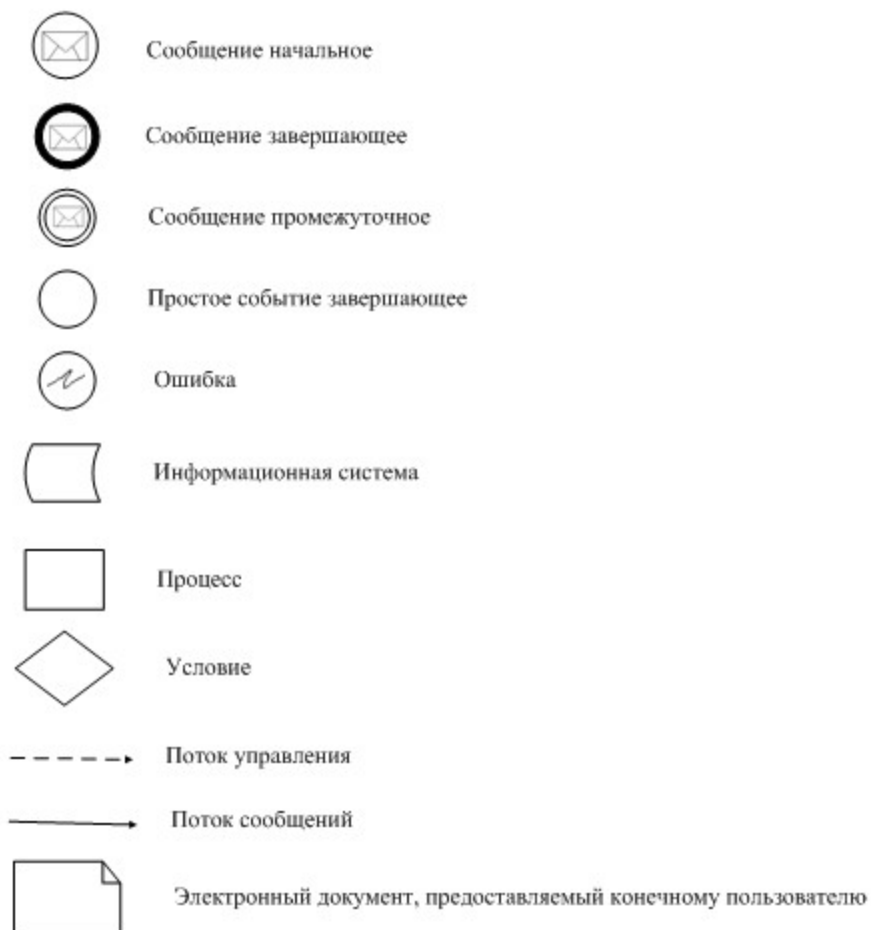 Сообщение начальное
Сообщение завершающее
Сообщение промежуточное
Простое событие завершающее
Ошибка
Информационная система
Процесс
Условие
Поток управления
Поток сообщений
Электронный документ, предоставляемый конечному пользователю